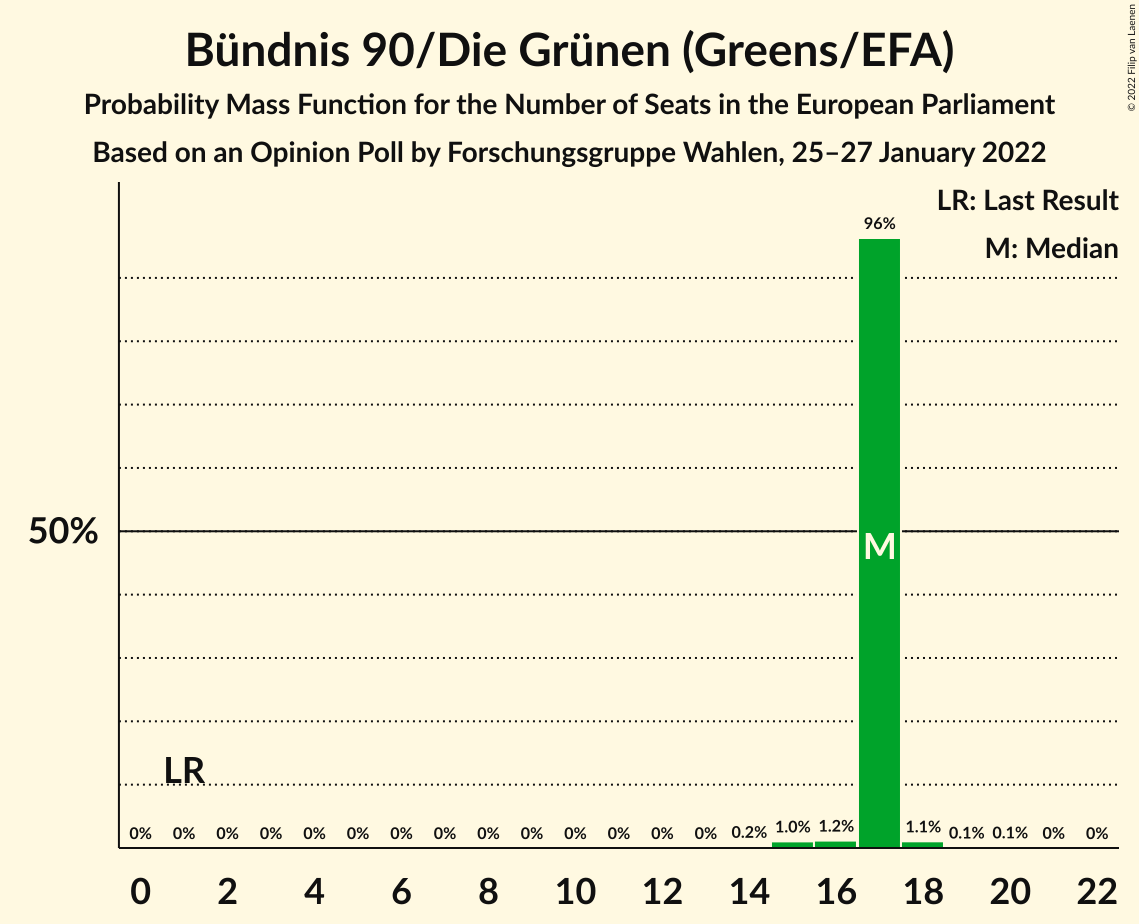 Bündnis 90/Die Grünen (Greens/EFA)
Probability Mass Function for the Number of Seats in the European Parliament
Based on an Opinion Poll by Forschungsgruppe Wahlen, 25–27 January 2022
© 2022 Filip van Laenen
LR: Last Result
M: Median
96%
50%
M
LR
0% 0% 0% 0% 0% 0% 0% 0% 0% 0% 0% 0% 0% 0% 0.2% 1.0% 1.2% 1.1% 0.1% 0.1% 0% 0%
0 2 4 6 8 10 12 14 16 18 20 22